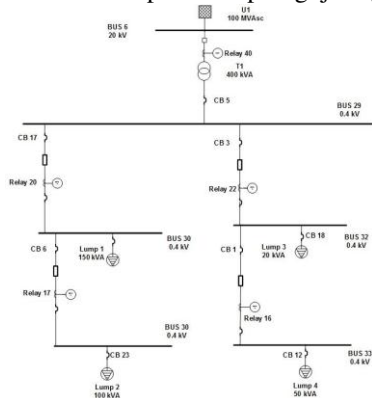 U1
100 MVAsc
BUS 6
20 kV
Relay 40
T1
400 kVA
CB 5
BUS 29
0.4 kV
CB 17
CB 3
Relay 20
Relay 22
CB 6
Lump 1
150 kVA
BUS 30
0.4 kV
CB 1
CB 18
Lump 3
20 kVA
BUS 32
0.4 kV
Relay 17
Relay 16
BUS 30
0.4 kV
CB 23
Lump 2
100 kVA
BUS 33
0.4 kV
CB 12
Lump 4
50 kVA